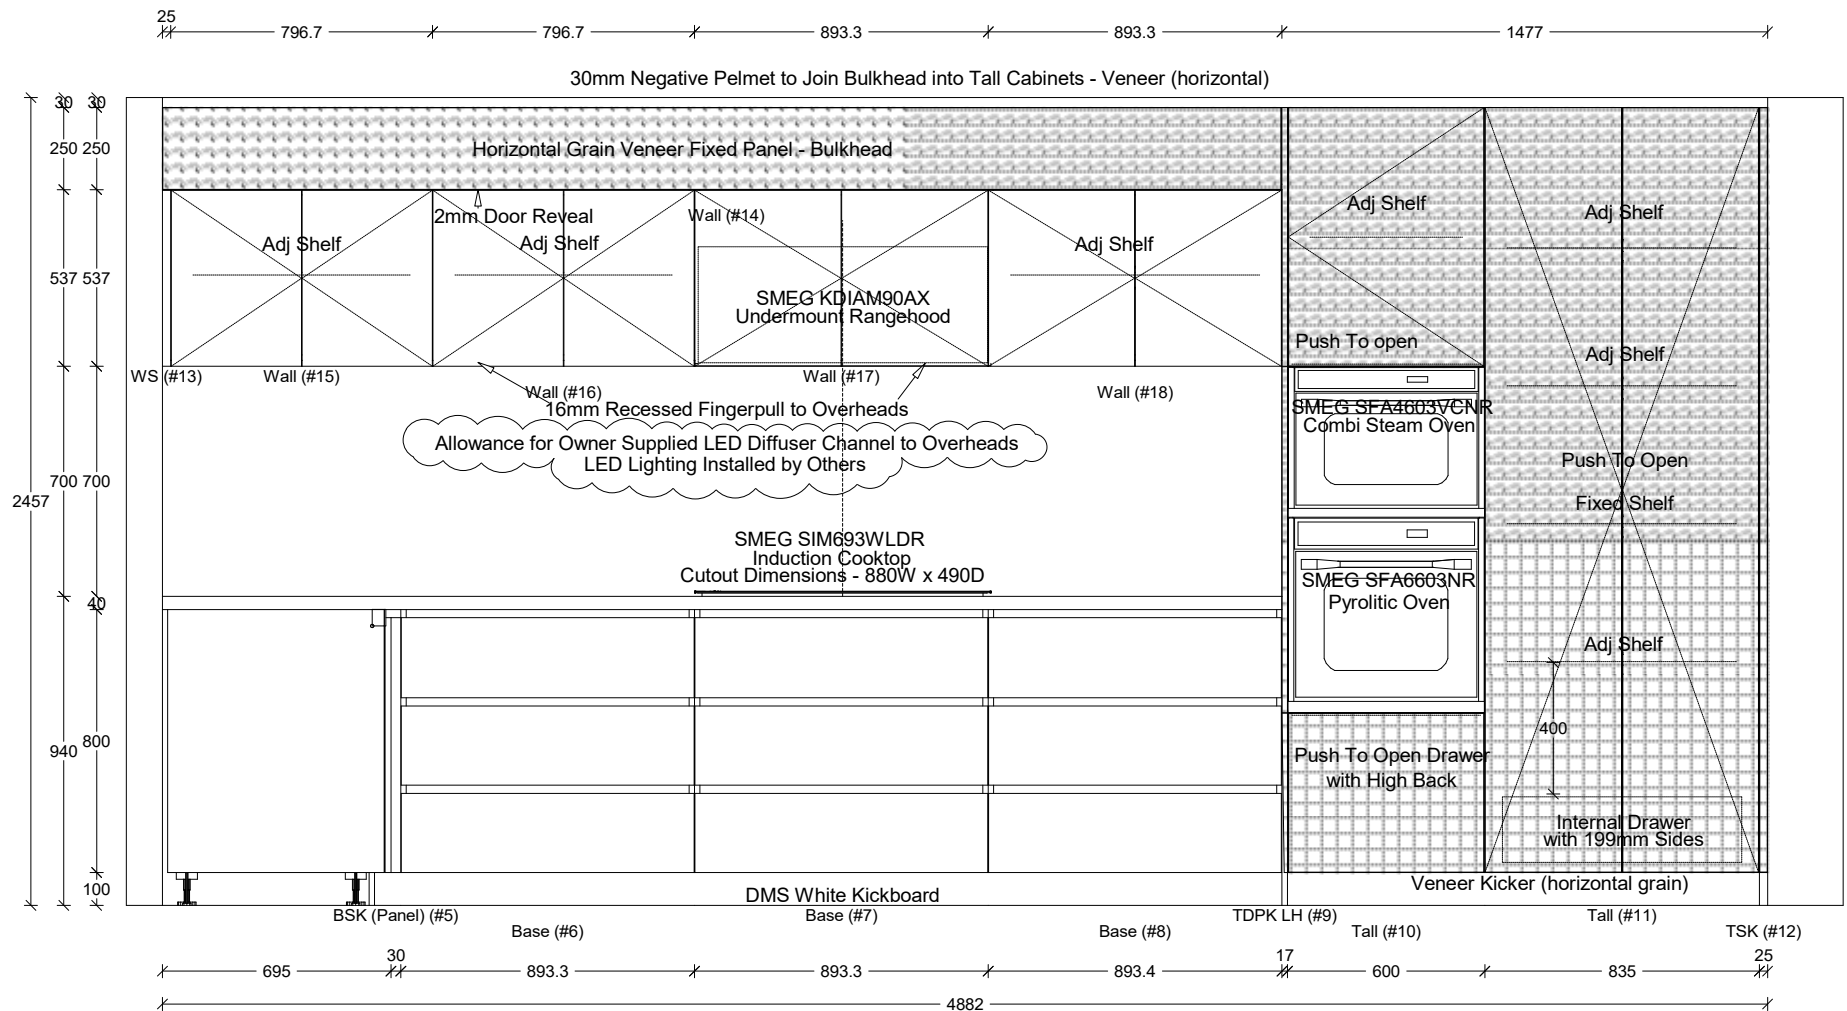 25
796.7
796.7
893.3
893.3
1477
30mm Negative Pelmet to Join Bulkhead into Tall Cabinets - Veneer (horizontal)
30
30
250
250
Horizontal Grain Veneer Fixed Panel - Bulkhead
2mm Door Reveal
Wall (#14)
Adj Shelf
Adj Shelf
Adj Shelf
Adj Shelf
Adj Shelf
537
537
SMEG KDIAM90AX
Undermount Rangehood
Push To open
Adj Shelf
WS (#13)
Wall (#15)
Wall (#16)
Wall (#17)
Wall (#18)
16mm Recessed Fingerpull to Overheads
SMEG SFA4603VCNR
Combi Steam Oven
Allowance for Owner Supplied LED Diffuser Channel to Overheads
LED Lighting Installed by Others
Push To Open
Fixed Shelf
2457
700
700
SMEG SIM693WLDR
Induction Cooktop
Cutout Dimensions - 880W x 490D
SMEG SFA6603NR
Pyrolitic Oven
40
Adj Shelf
400
940
800
Push To Open Drawer
with High Back
Internal Drawer
with 199mm Sides
100
DMS White Kickboard
Veneer Kicker (horizontal grain)
BSK (Panel) (#5)
Base (#6)
Base (#7)
Base (#8)
TDPK LH (#9)
Tall (#10)
Tall (#11)
TSK (#12)
695
30
893.3
893.3
893.4
17
600
835
25
4882